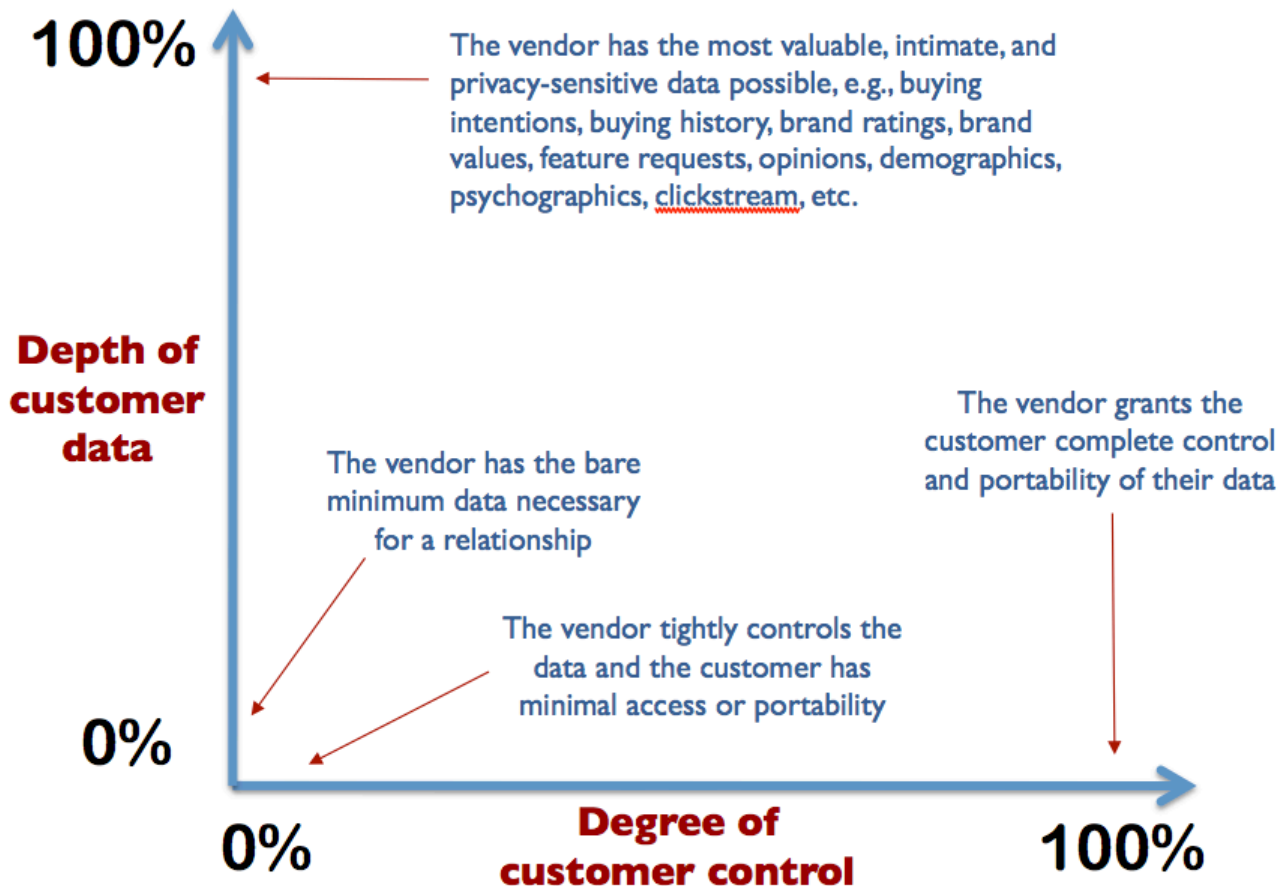 100%
The vendor has the most valuable, intimate, and
privacy-sensitive data possible, e.g., buying
intentions, buying history, brand ratings, brand
values, feature requests, opinions, demographics,
psychographics, clickstream, etc.
Depth of
customer
data
The vendor grants the
customer complete control
and portability of their data
The vendor has the bare
minimum data necessary
for a relationship
The vendor tightly controls the
data and the customer has
minimal access or portability
0%
0%
Degree of
customer control
100%